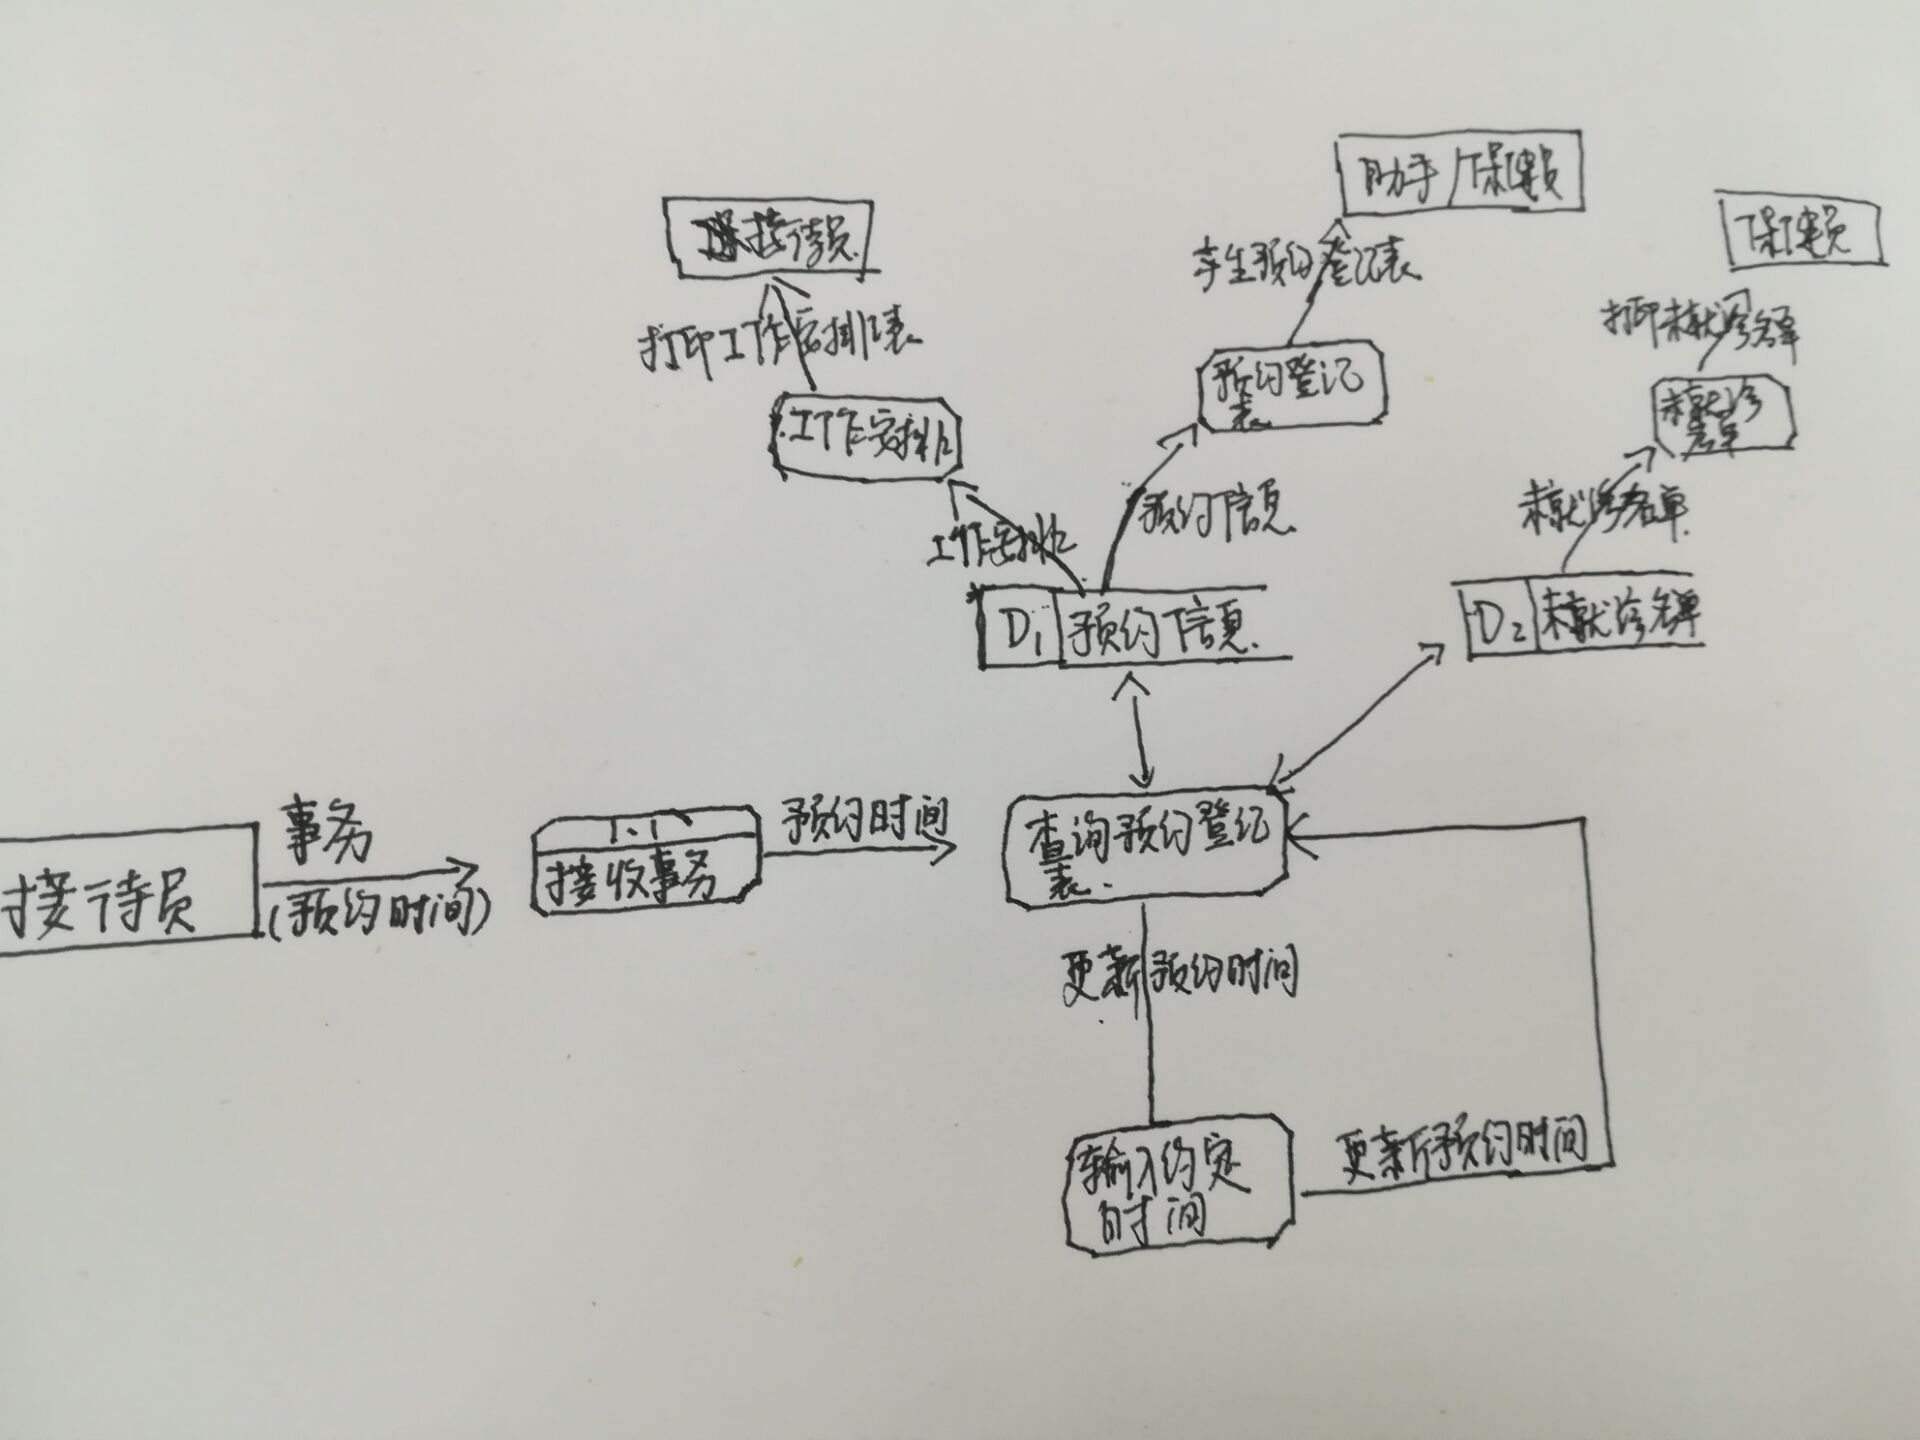 助手/保健员
接待员
保健员
产生预约登记表
打印工作安排表
打印未就诊名单
预约登记
表
工作安排
未就诊
名单
预约信息
未就诊名单
工作安排
D1 预约信息
D2 未就诊名单
事务
(预约时间)
接待员
1.1
接收事务
预约时间
查询预约登记
表
更新预约时间
输入约定
时间
更新预约时间